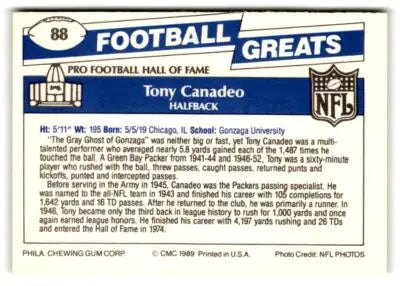 88
FOOTBALL
GREATS
PRO FOOTBALL HALL OF FAME
Tony Canadeo
HALFBACK
NFL
Ht: 5'11" Wt: 195 Born: 5/5/19 Chicago, IL School: Gonzaga University
"The Gray Ghost of Gonzaga" was neither big or fast, yet Tony Canadeo was a multi-
talented performer who averaged nearly 5.8 yards gained each of the 1,487 times he
touched the ball. A Green Bay Packer from 1941-44 and 1946-52, Tony was a sixty-minute
player who rushed with the ball, threw passes, caught passes, returned punts and
kickoffs, punted and intercepted passes.
Before serving in the Army in 1945, Canadeo was the Packers passing specialist. He
was named to the all-NFL team in 1943 and finished his career with 105 completions for
1,642 yards and 16 TD passes. After he returned to the club, he was primarily a runner. In
1946, Tony became only the third back in league history to rush for 1,000 yards and once
again earned league honors. He finished his career with 4,197 yards rushing and 26 TDs
and entered the Hall of Fame in 1974.
PHILA. CHEWING GUM CORP. © CMC 1989 Printed in U.S.A. Photo Credit: NFL PHOTOS